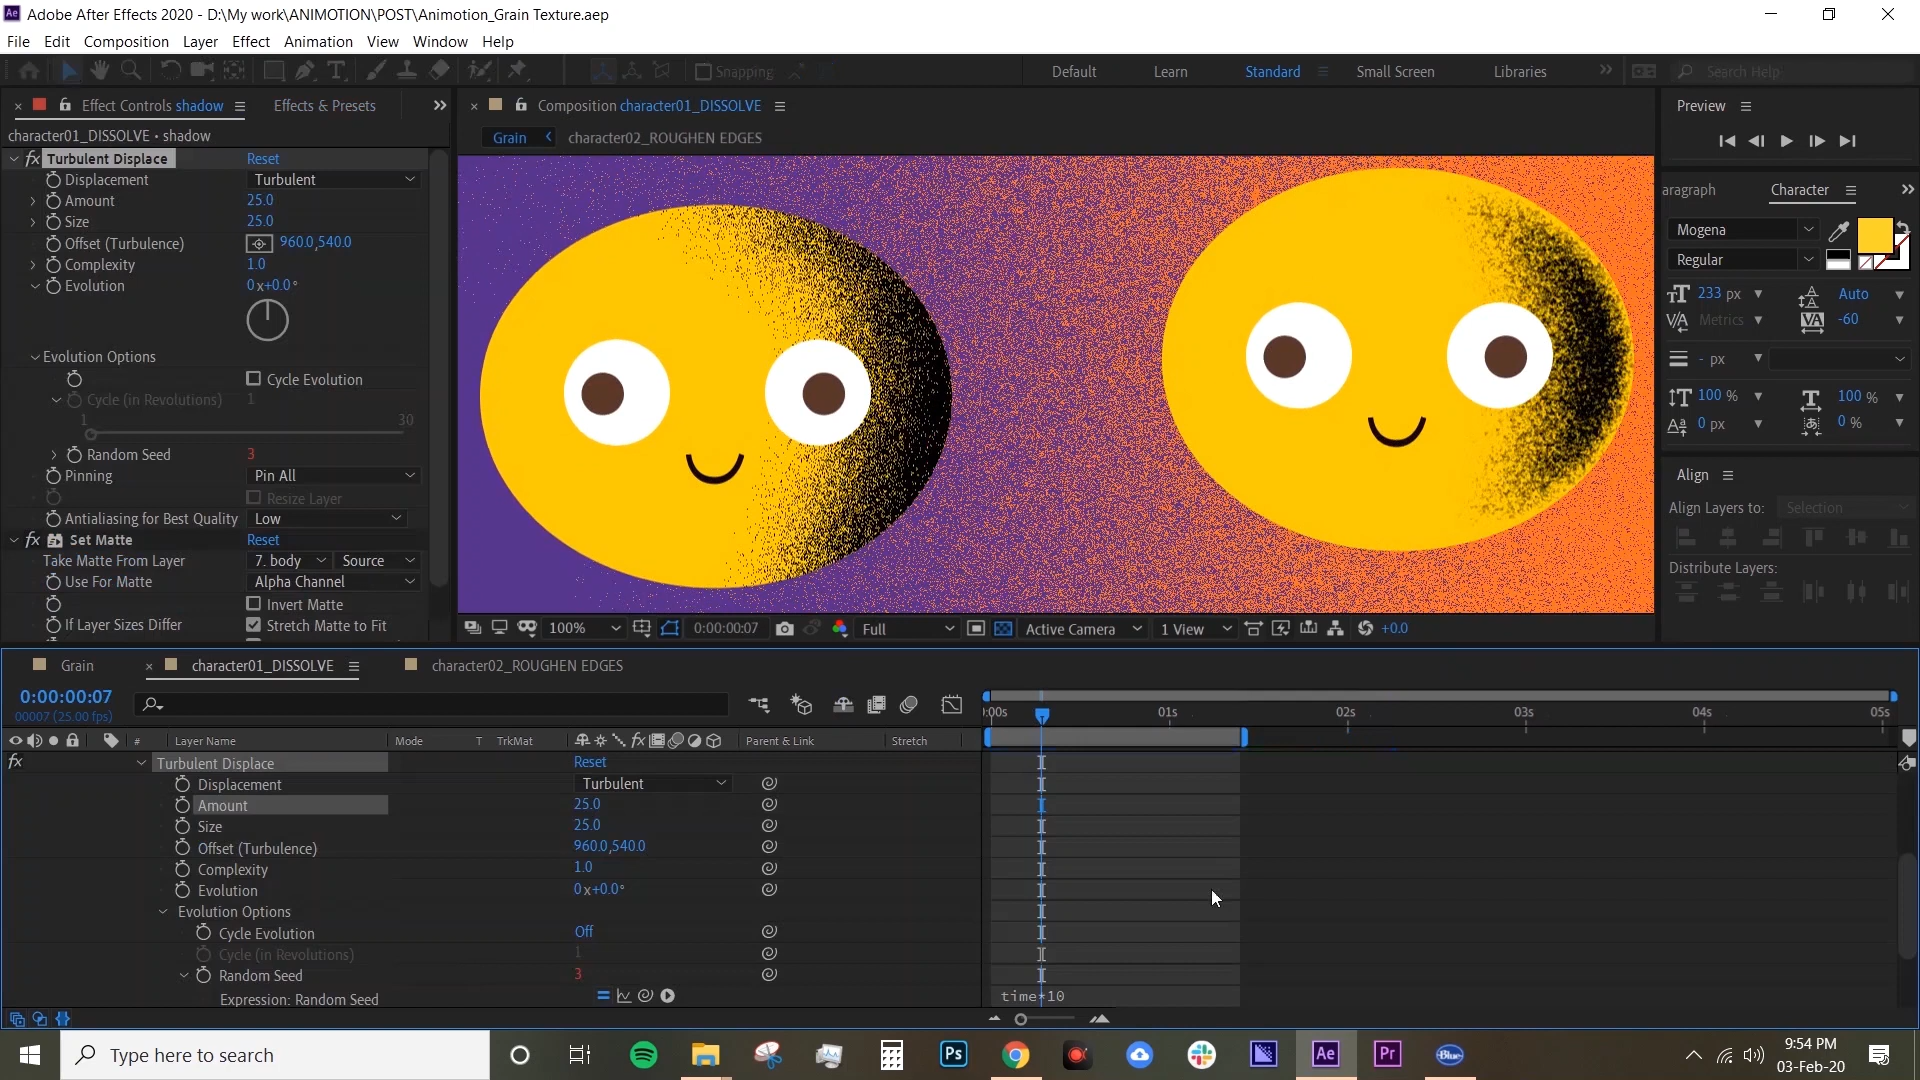 Adobe After Effects 2020 - D:\My work\ANIMOTION\POST\Animotion_Grain Texture.aep
File Edit Composition Layer Effect Animation View Window Help
Snapping Default Learn Standard Small Screen Libraries Search Help
Effect Controls shadow Effects & Presets
Composition character01_DISSOLVE
Preview
character01_DISSOLVE • shadow
Grain character02_ROUGHEN EDGES
fx Turbulent Displace Reset
Displacement Turbulent
Amount 25.0
Size 25.0
Offset (Turbulence) 960.0,540.0
Complexity 1.0
Evolution 0x+0.0°
Evolution Options
Cycle Evolution
Cycle (in Revolutions) 1
1 30
Random Seed 3
Pinning Pin All
Resize Layer
Antialiasing for Best Quality Low
fx Set Matte Reset
Take Matte From Layer 7. body Source
Use For Matte Alpha Channel
Invert Matte
If Layer Sizes Differ Stretch Matte to Fit
aragraph Character
Mogena
Regular
233 px Auto
Metrics -60
- px
100 % 100 %
0 px 0 %
Align
Align Layers to: Selection
Distribute Layers:
100% 0:00:00:07 Full Active Camera 1 View +0.0
Grain character01_DISSOLVE character02_ROUGHEN EDGES
0:00:00:07
00007 (25.00 fps)
):00s 01s 02s 03s 04s 05s
# Layer Name Mode T TrkMat fx Parent & Link Stretch
fx Turbulent Displace Reset
Displacement Turbulent
Amount 25.0
Size 25.0
Offset (Turbulence) 960.0,540.0
Complexity 1.0
Evolution 0x+0.0°
Evolution Options
Cycle Evolution Off
Cycle (in Revolutions) 1
Random Seed 3
Expression: Random Seed time*10
Type here to search
Ps Ae Pr Blue
9:54 PM
03-Feb-20